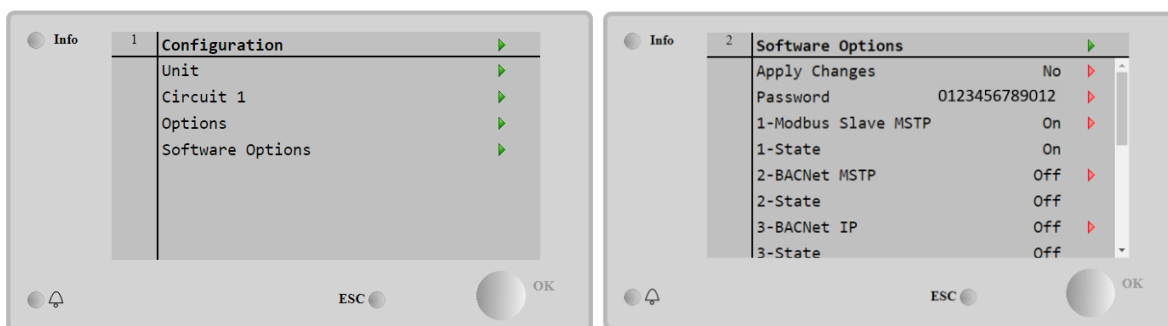 Info
1 Configuration
Unit
Circuit 1
Options
Software Options
ESC
OK
Info
2 Software Options
Apply Changes No
Password 0123456789012
1-Modbus Slave MSTP On
1-State On
2-BACNet MSTP Off
2-State Off
3-BACNet IP Off
3-State Off
ESC
OK